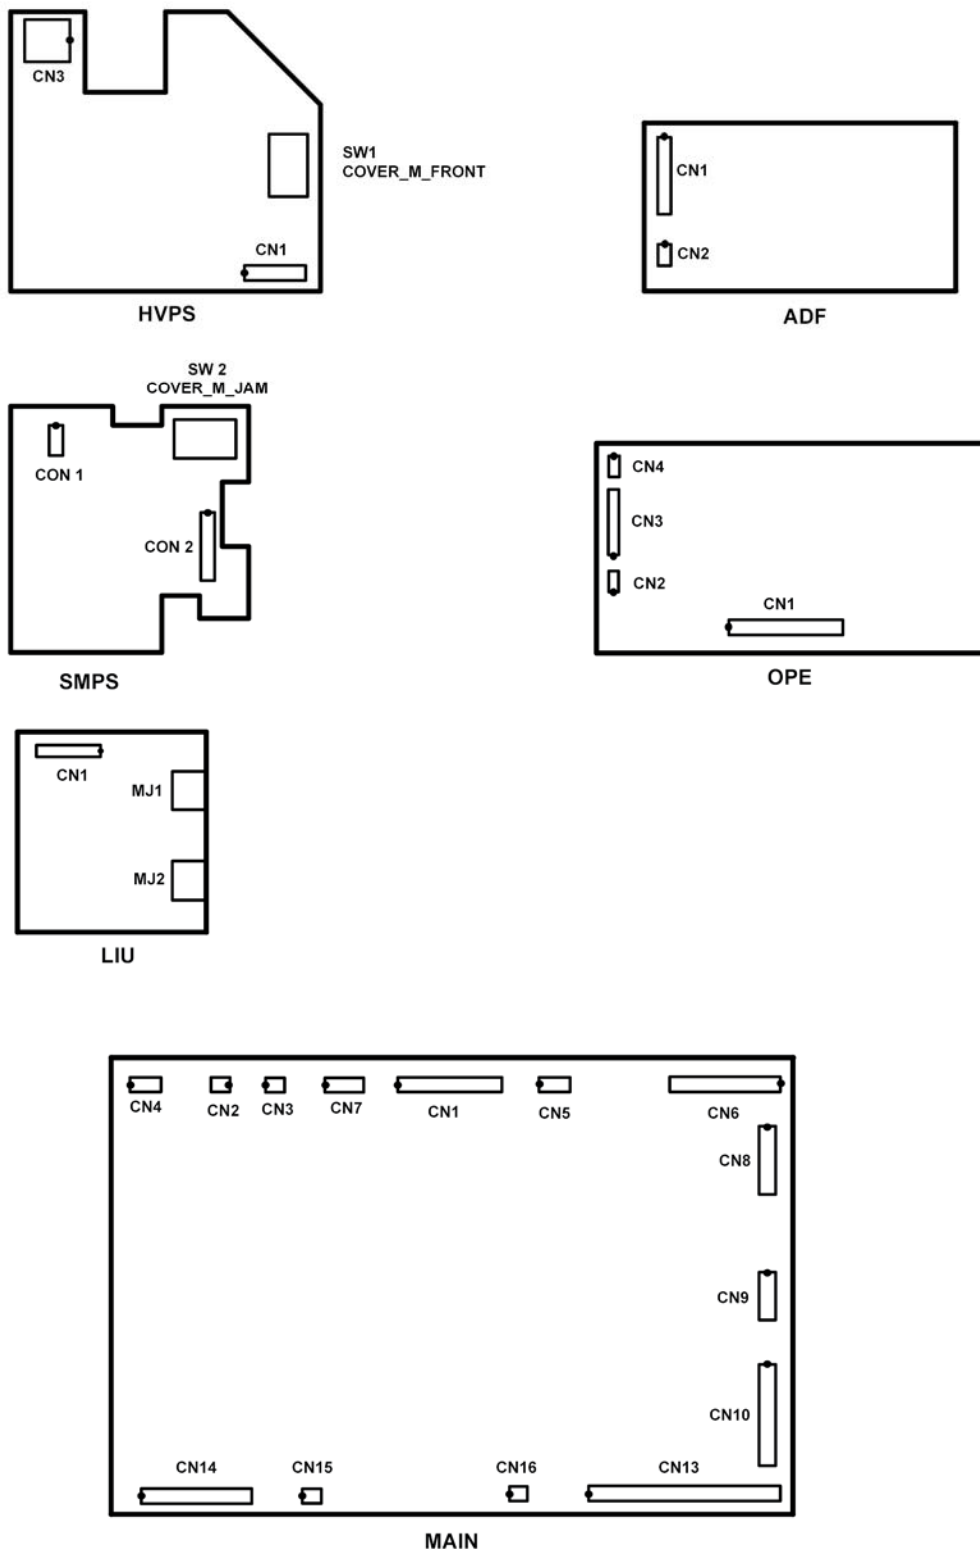 CN3
SW1
COVER_M_FRONT
CN1
HVPS
CN1
CN2
ADF
SW 2
COVER_M_JAM
CON 1
CON 2
SMPS
CN4
CN3
CN2
CN1
OPE
CN1
MJ1
MJ2
LIU
CN4 CN2 CN3 CN7 CN1 CN5 CN6
CN8
CN9
CN10
CN14 CN15 CN16 CN13
MAIN